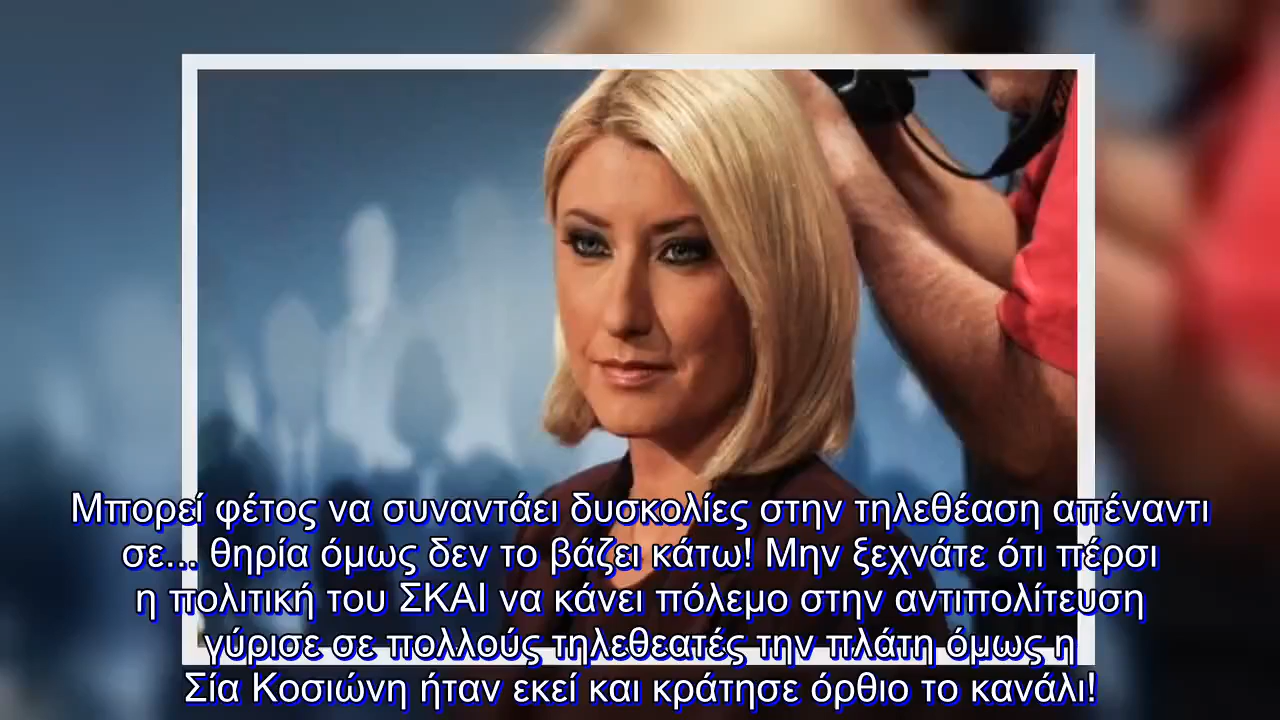 Μπορεί φέτος να συναντάει δυσκολίες στην τηλεθέαση απέναντι
σε... θηρία όμως δεν το βάζει κάτω! Μην ξεχνάτε ότι πέρσι
η πολιτική του ΣΚΑΙ να κάνει πόλεμο στην αντιπολίτευση
γύρισε σε πολλούς τηλεθεατές την πλάτη όμως η
Σία Κοσιώνη ήταν εκεί και κράτησε όρθιο το κανάλι!